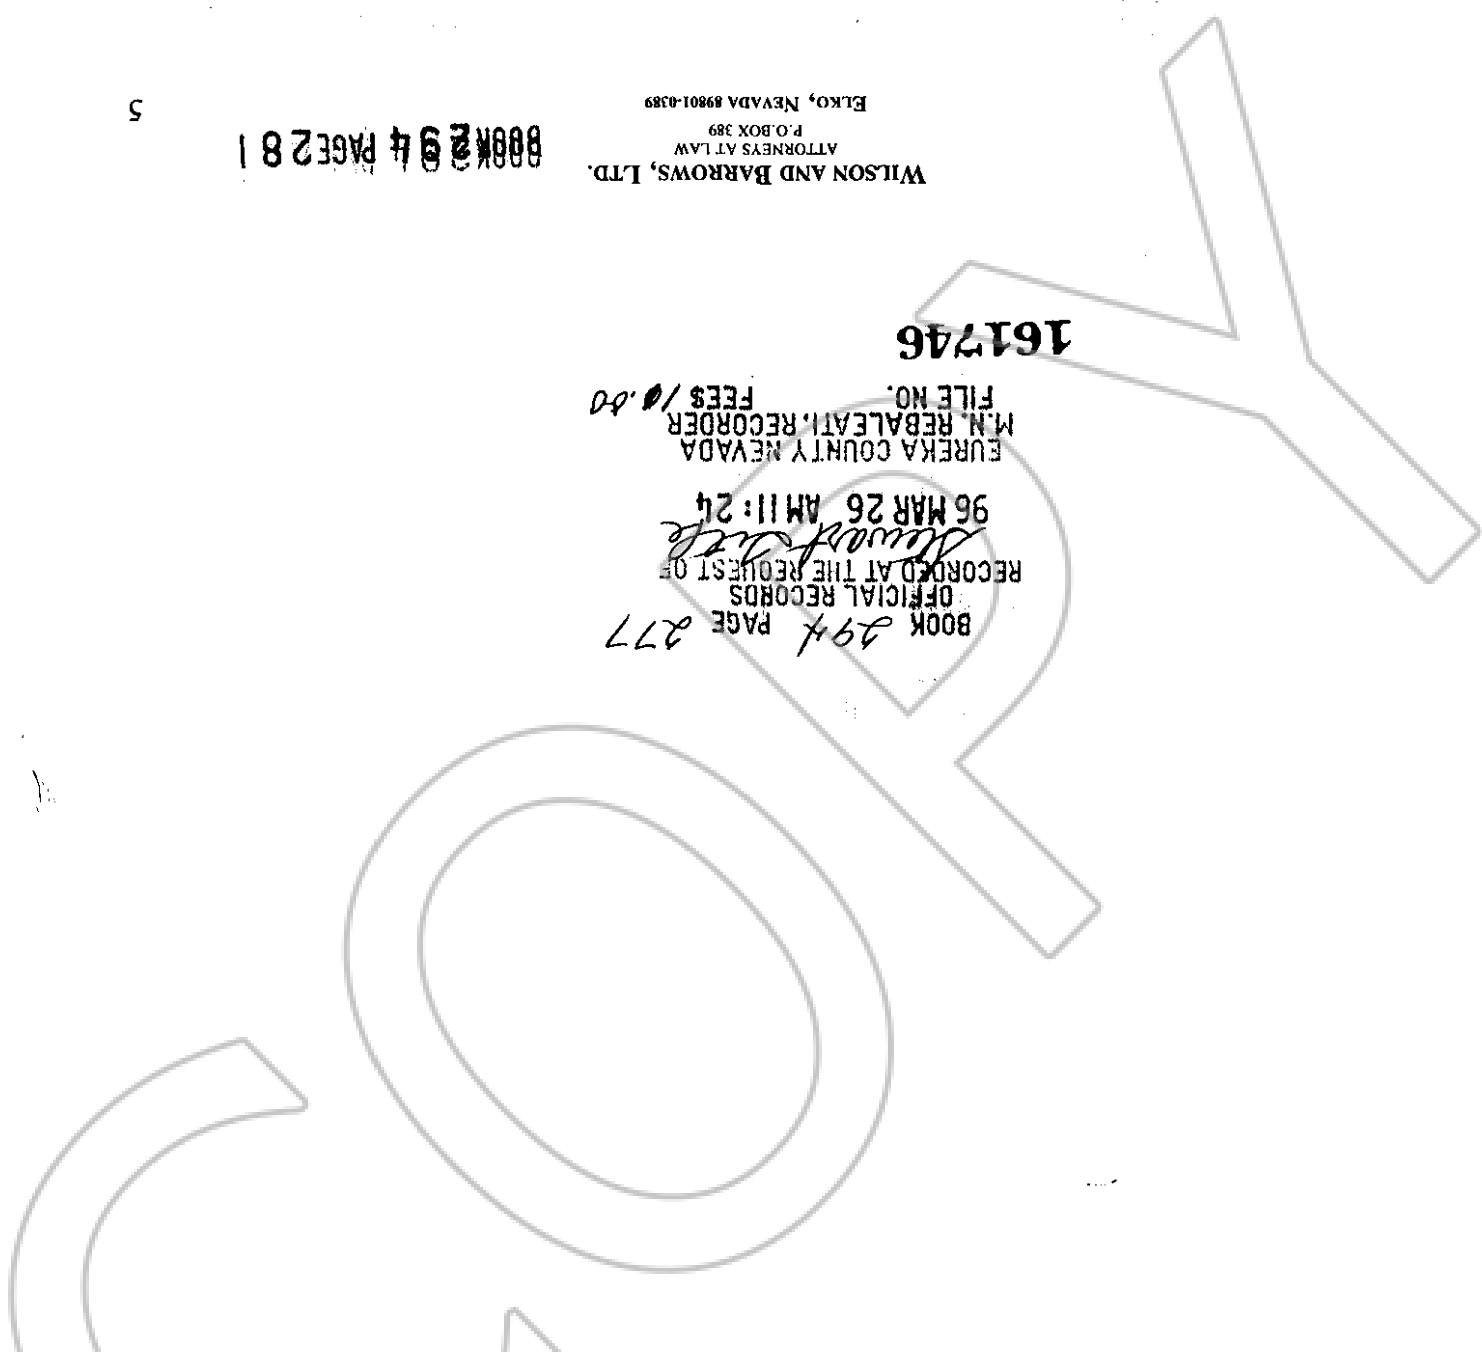 BOOK 294 PAGE 277
OFFICIAL RECORDS
RECORDED AT THE REQUEST OF
Stewart Title
96 MAR 26 AM 11:24
EUREKA COUNTY NEVADA
M.N. REBALEATI, RECORDER
FILE NO. FEES 10.00
161746
WILSON AND BARROWS, LTD.
ATTORNEYS AT LAW
P.O. BOX 389
ELKO, NEVADA 89801-0389
BOOK 294 PAGE 281
5
COPY